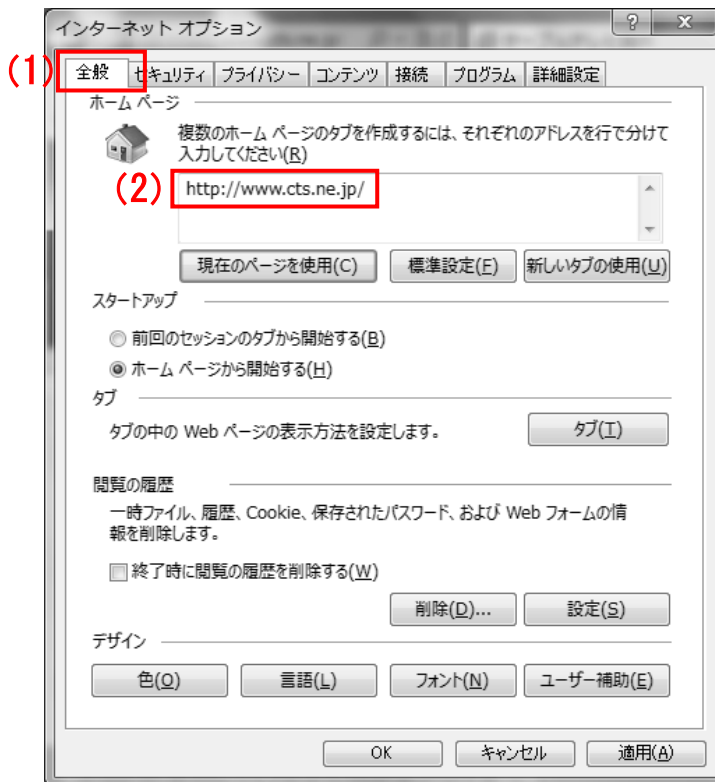 インターネット オプション
? X
(1) 全般 セキュリティ プライバシー コンテンツ 接続 プログラム 詳細設定
ホーム ページ
複数のホーム ページのタブを作成するには、それぞれのアドレスを行で分けて
入力してください(R)
(2) http://www.cts.ne.jp/
現在のページを使用(C) 標準設定(F) 新しいタブの使用(U)
スタートアップ
前回のセッションのタブから開始する(B)
ホーム ページから開始する(H)
タブ
タブの中の Web ページの表示方法を設定します。 タブ(T)
閲覧の履歴
一時ファイル、履歴、Cookie、保存されたパスワード、および Web フォームの情
報を削除します。
終了時に閲覧の履歴を削除する(W)
削除(D)... 設定(S)
デザイン
色(O) 言語(L) フォント(N) ユーザー補助(E)
OK キャンセル 適用(A)